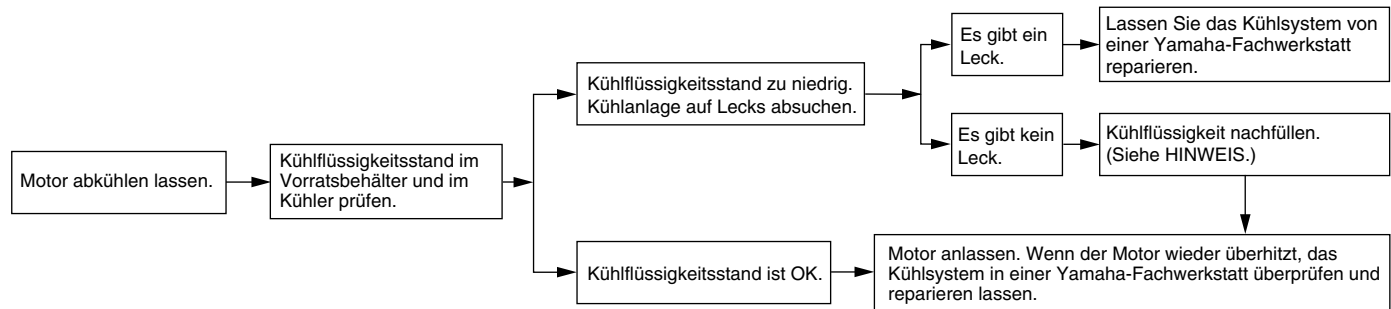 Motor abkühlen lassen.
Kühlflüssigkeitsstand im
Vorratsbehälter und im
Kühler prüfen.
Kühlflüssigkeitsstand zu niedrig.
Kühlanlage auf Lecks absuchen.
Es gibt ein
Leck.
Lassen Sie das Kühlsystem von
einer Yamaha-Fachwerkstatt
reparieren.
Es gibt kein
Leck.
Kühlflüssigkeit nachfüllen.
(Siehe HINWEIS.)
Kühlflüssigkeitsstand ist OK.
Motor anlassen. Wenn der Motor wieder überhitzt, das
Kühlsystem in einer Yamaha-Fachwerkstatt überprüfen und
reparieren lassen.